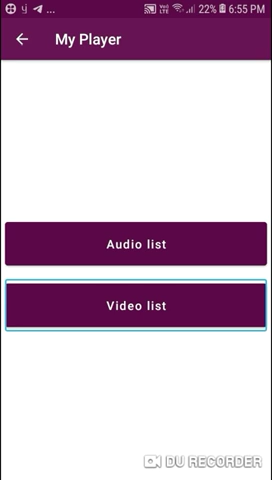 22% 6:55 PM
My Player
Audio list
Video list
DU RECORDER